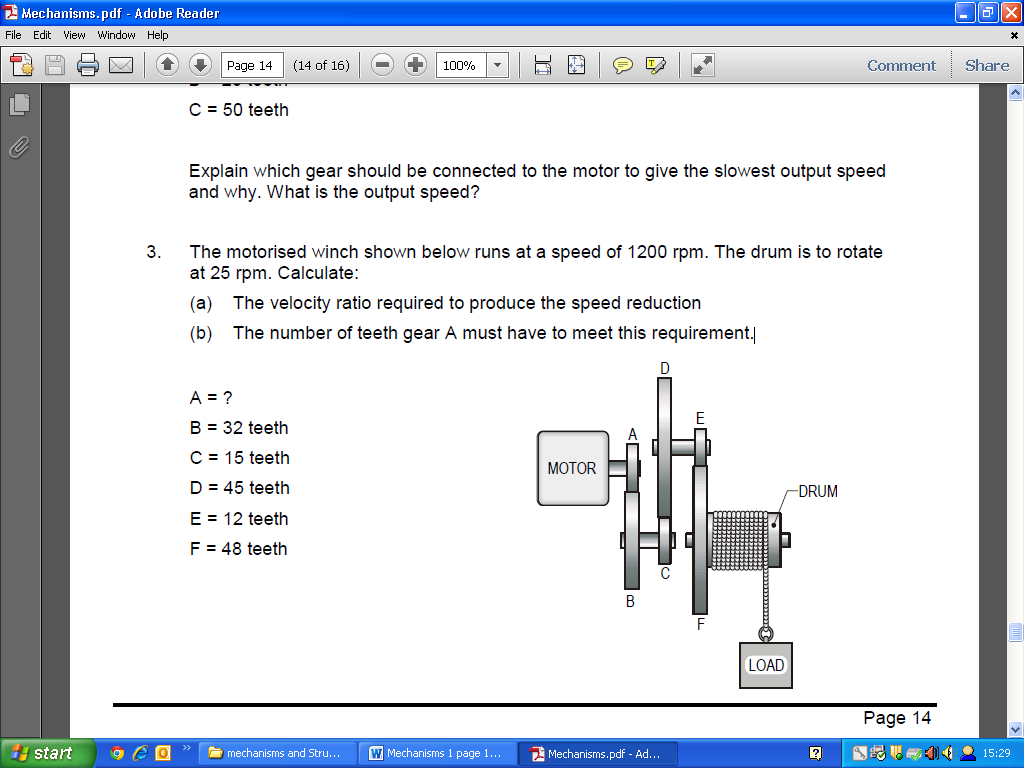 Mechanisms.pdf - Adobe Reader
File Edit View Window Help
Page 14 (14 of 16) 100% Comment Share
C = 50 teeth
Explain which gear should be connected to the motor to give the slowest output speed
and why. What is the output speed?
3. The motorised winch shown below runs at a speed of 1200 rpm. The drum is to rotate
at 25 rpm. Calculate:
(a) The velocity ratio required to produce the speed reduction
(b) The number of teeth gear A must have to meet this requirement.
A = ?
B = 32 teeth
C = 15 teeth
D = 45 teeth
E = 12 teeth
F = 48 teeth
D
E
A
MOTOR
DRUM
C
B
F
LOAD
Page 14
start mechanisms and Stru... Mechanisms 1 page 1... Mechanisms.pdf - Ad... 15:29